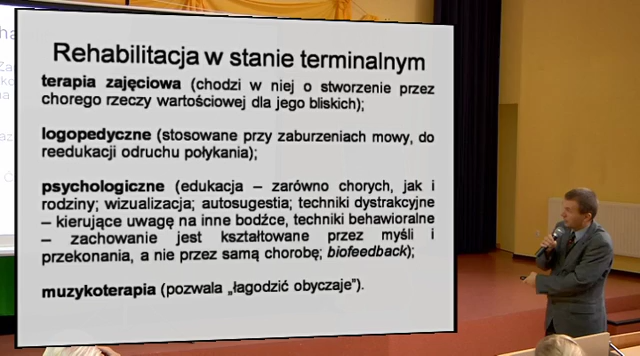 Rehabilitacja w stanie terminalnym
terapia zajęciowa (chodzi w niej o stworzenie przez
chorego rzeczy wartościowej dla jego bliskich);
logopedyczne (stosowane przy zaburzeniach mowy, do
reedukacji odruchu połykania);
psychologiczne (edukacja – zarówno chorych, jak i
rodziny; wizualizacja; autosugestia; techniki dystrakcyjne
– kierujące uwagę na inne bodźce, techniki behawioralne
– zachowanie jest kształtowane przez myśli i
przekonania, a nie przez samą chorobę; biofeedback);
muzykoterapia (pozwala „łagodzić obyczaje”).